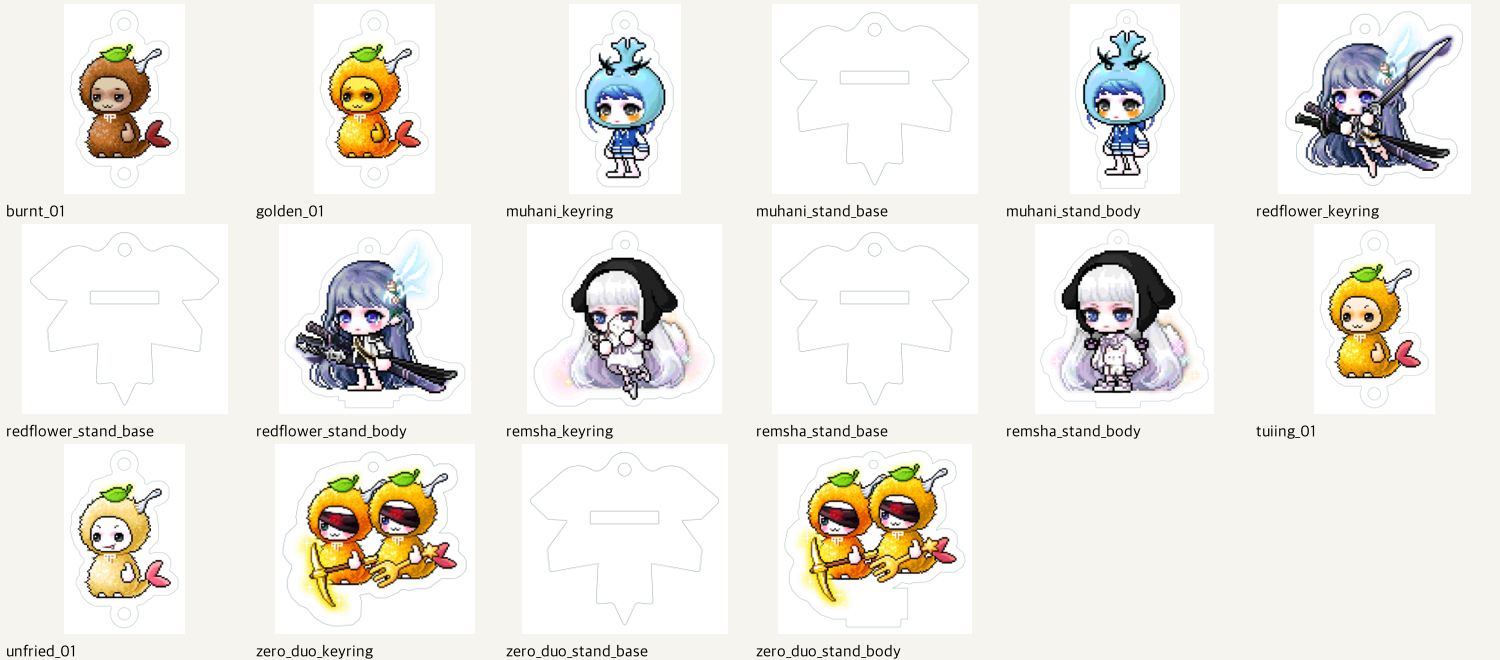 burnt_01
golden_01
muhani_keyring
muhani_stand_base
muhani_stand_body
redflower_keyring
redflower_stand_base
redflower_stand_body
remsha_keyring
remsha_stand_base
remsha_stand_body
tuiing_01
unfried_01
zero_duo_keyring
zero_duo_stand_base
zero_duo_stand_body